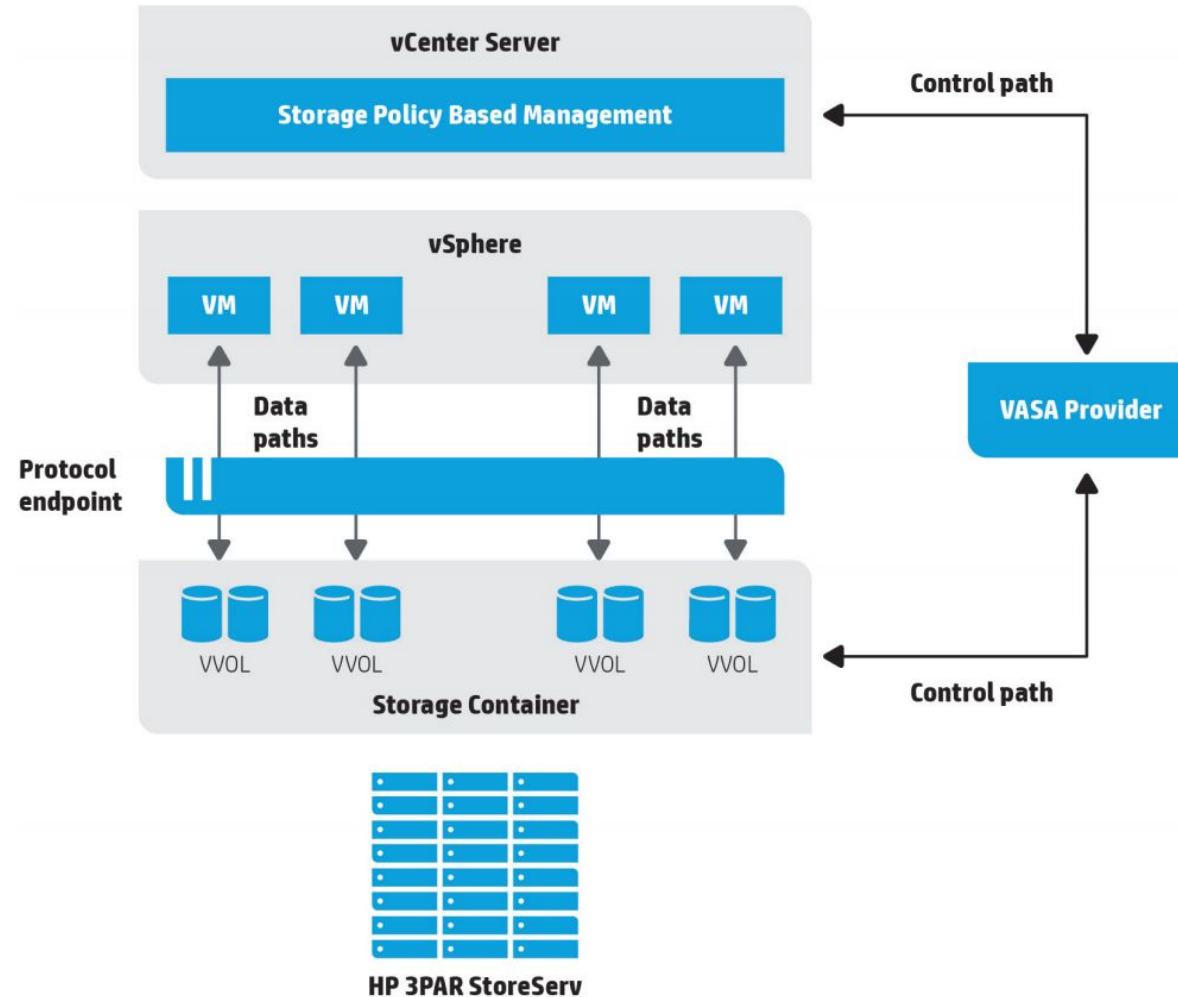 vCenter Server
Storage Policy Based Management
Control path
vSphere
VM
VM
VM
VM
Data
paths
Data
paths
VASA Provider
Protocol
endpoint
VVOL
VVOL
VVOL
VVOL
Storage Container
Control path
HP 3PAR StoreServ